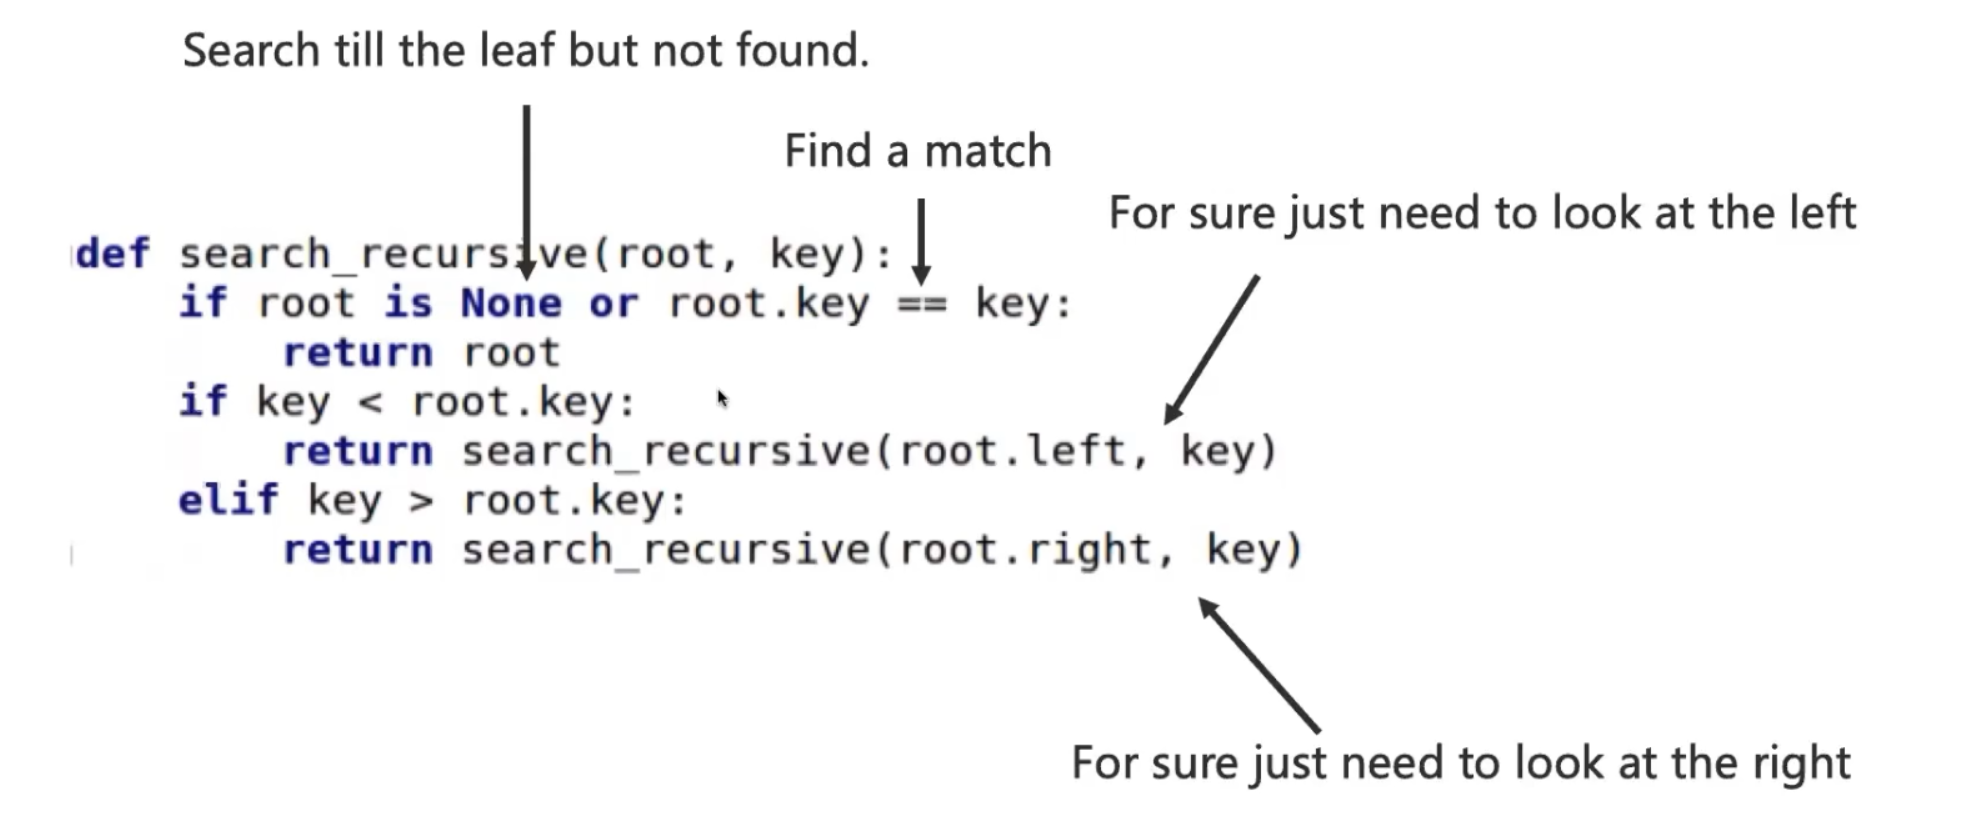 Search till the leaf but not found.
Find a match
For sure just need to look at the left
def search_recursive(root, key):
    if root is None or root.key == key:
        return root
    if key < root.key:
        return search_recursive(root.left, key)
    elif key > root.key:
        return search_recursive(root.right, key)
For sure just need to look at the right